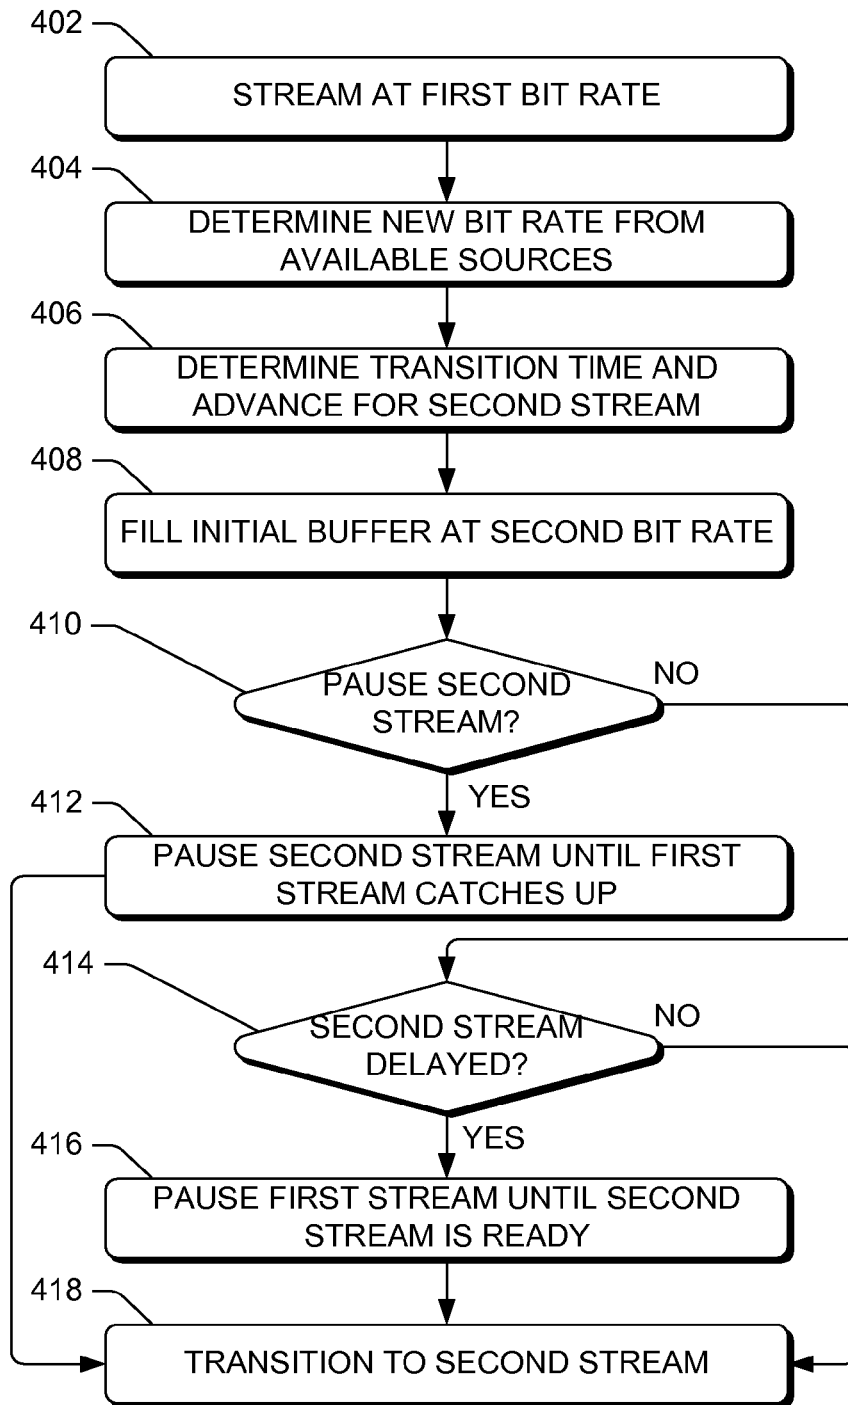 402
STREAM AT FIRST BIT RATE
404
DETERMINE NEW BIT RATE FROM
AVAILABLE SOURCES
406
DETERMINE TRANSITION TIME AND
ADVANCE FOR SECOND STREAM
408
FILL INITIAL BUFFER AT SECOND BIT RATE
410
PAUSE SECOND
STREAM?
NO
YES
412
PAUSE SECOND STREAM UNTIL FIRST
STREAM CATCHES UP
414
SECOND STREAM
DELAYED?
NO
YES
416
PAUSE FIRST STREAM UNTIL SECOND
STREAM IS READY
418
TRANSITION TO SECOND STREAM